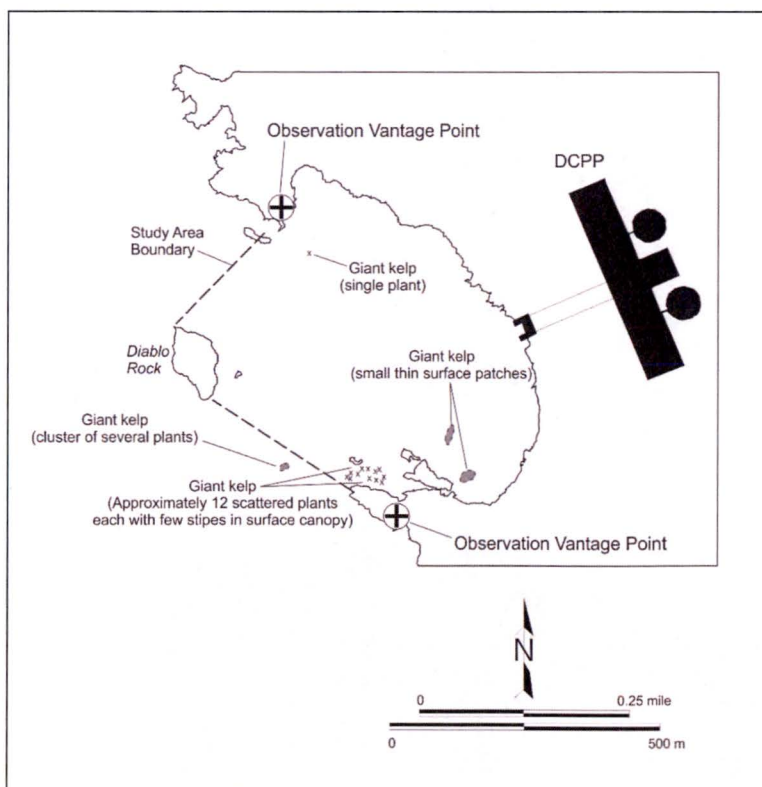 Observation Vantage Point
DCPP
Study Area
Boundary
Giant kelp
(single plant)
Diablo
Rock
Giant kelp
(small thin surface patches)
Giant kelp
(cluster of several plants)
Giant kelp
(Approximately 12 scattered plants
each with few stipes in surface canopy)
Observation Vantage Point
N
0
0.25 mile
0
500 m